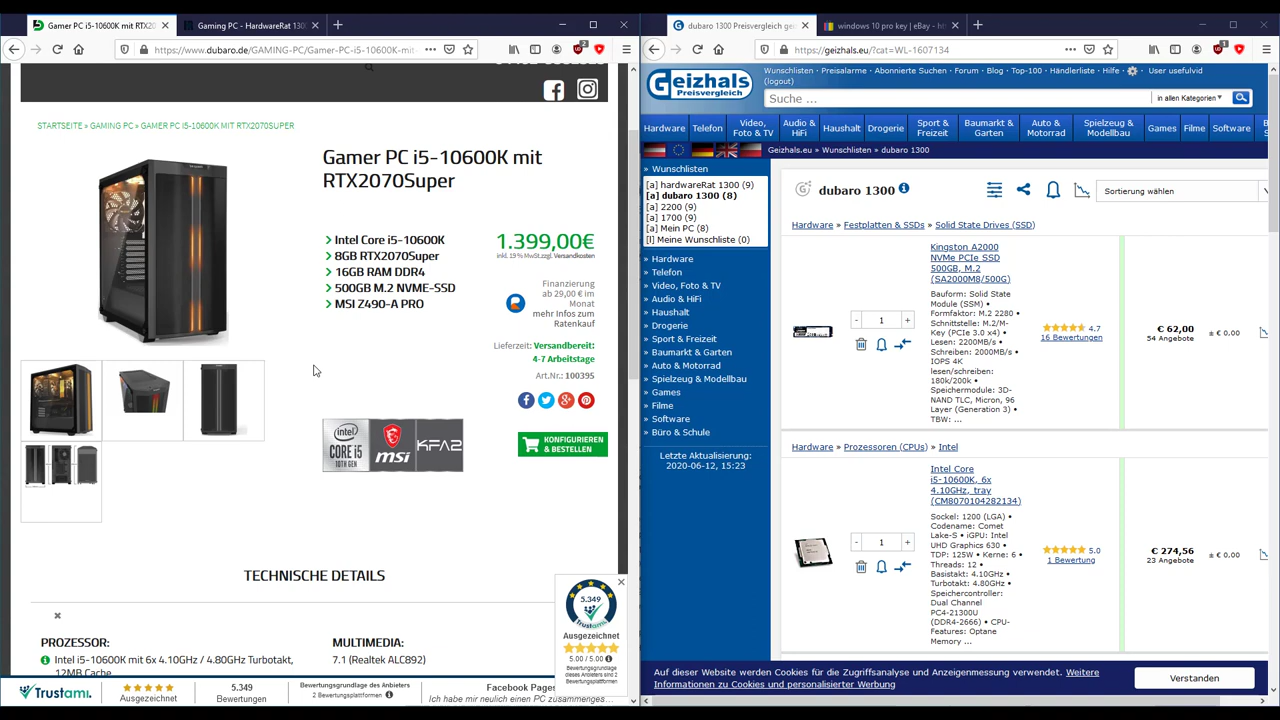 Gamer PC i5-10600K mit RTX20
Gaming PC - HardwareRat 1300
https://www.dubaro.de/GAMING-PC/Gamer-PC-i5-10600K-mit-
STARTSEITE » GAMING PC » GAMER PC I5-10600K MIT RTX2070SUPER
Gamer PC i5-10600K mit
RTX2070Super
Intel Core i5-10600K
8GB RTX2070Super
16GB RAM DDR4
500GB M.2 NVME-SSD
MSI Z490-A PRO
1.399,00€
inkl. 19 % MwSt.zzgl. Versandkosten
Finanzierung
ab 29,00 € im
Monat
mehr Infos zum
Ratenkauf
Lieferzeit: Versandbereit:
4-7 Arbeitstage
Art.Nr.: 100395
intel
CORE i5
10TH GEN
msi
KFA2
KONFIGURIEREN
& BESTELLEN
TECHNISCHE DETAILS
PROZESSOR:
Intel i5-10600K mit 6x 4.10GHz / 4.80GHz Turbotakt,
12MB Cache
MULTIMEDIA:
7.1 (Realtek ALC892)
5.349
Trustami.
Ausgezeichnet
5.00 / 5.00
Bewertungsgrundlage
dieses Anbieters sind 2
Bewertungsplattformen
Trustami.
Ausgezeichnet
5.349
Bewertungen
Bewertungsgrundlage des Anbieters
2 Bewertungsplattformen
Facebook Pages
Ich habe mir neulich einen PC zusammenges...
dubaro 1300 Preisvergleich ge
windows 10 pro key | eBay - ht
https://geizhals.eu/?cat=WL-1607134
Geizhals
Preisvergleich
Wunschlisten · Preisalarme · Abonnierte Suchen · Forum · Blog · Top-100 · Händlerliste · Hilfe · User usefulvid
(logout)
Suche ...
in allen Kategorien
Hardware
Telefon
Video,
Foto & TV
Audio &
HiFi
Haushalt
Drogerie
Sport &
Freizeit
Baumarkt &
Garten
Auto &
Motorrad
Spielzeug &
Modellbau
Games
Filme
Software
Geizhals.eu » Wunschlisten » dubaro 1300
» Wunschlisten
[a] hardwareRat 1300 (9)
[a] dubaro 1300 (8)
[a] 2200 (9)
[a] 1700 (9)
[a] Mein PC (8)
[l] Meine Wunschliste (0)
» Hardware
» Telefon
» Video, Foto & TV
» Audio & HiFi
» Haushalt
» Drogerie
» Sport & Freizeit
» Baumarkt & Garten
» Auto & Motorrad
» Spielzeug & Modellbau
» Games
» Filme
» Software
» Büro & Schule
Letzte Aktualisierung:
2020-06-12, 15:23
dubaro 1300
Sortierung wählen
Hardware » Festplatten & SSDs » Solid State Drives (SSD)
Kingston A2000
NVMe PCIe SSD
500GB, M.2
(SA2000M8/500G)
Bauform: Solid State
Module (SSM) •
Formfaktor: M.2 2280 •
Schnittstelle: M.2/M-
Key (PCIe 3.0 x4) •
Lesen: 2200MB/s •
Schreiben: 2000MB/s •
IOPS 4K
lesen/schreiben:
180k/200k •
Speichermodule: 3D-
NAND TLC, Micron, 96
Layer (Generation 3) •
TBW: ...
- 1 +
4.7
16 Bewertungen
€ 62,00
54 Angebote
± € 0.00
Hardware » Prozessoren (CPUs) » Intel
Intel Core
i5-10600K, 6x
4.10GHz, tray
(CM8070104282134)
Sockel: 1200 (LGA) •
Codename: Comet
Lake-S • iGPU: Intel
UHD Graphics 630 •
TDP: 125W • Kerne: 6 •
Threads: 12 •
Basistakt: 4.10GHz •
Turbotakt: 4.80GHz •
Speichercontroller:
Dual Channel
PC4-21300U
(DDR4-2666) • CPU-
Features: Optane
Memory ...
- 1 +
5.0
1 Bewertung
€ 274,56
23 Angebote
± € 0.00
Auf dieser Website werden Cookies für die Zugriffsanalyse und Anzeigenmessung verwendet. Weitere
Informationen zu Cookies und personalisierter Werbung
Verstanden